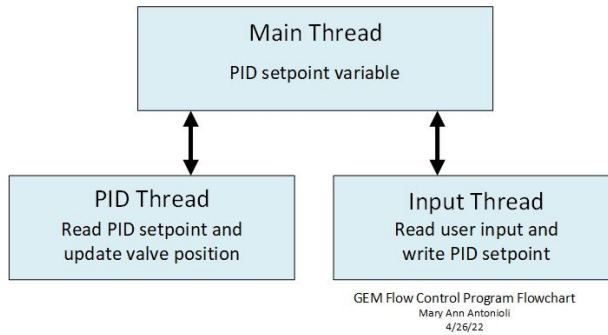 Main Thread
PID setpoint variable
PID Thread
Read PID setpoint and
update valve position
Input Thread
Read user input and
write PID setpoint
GEM Flow Control Program Flowchart
Mary Ann Antonioli
4/26/22